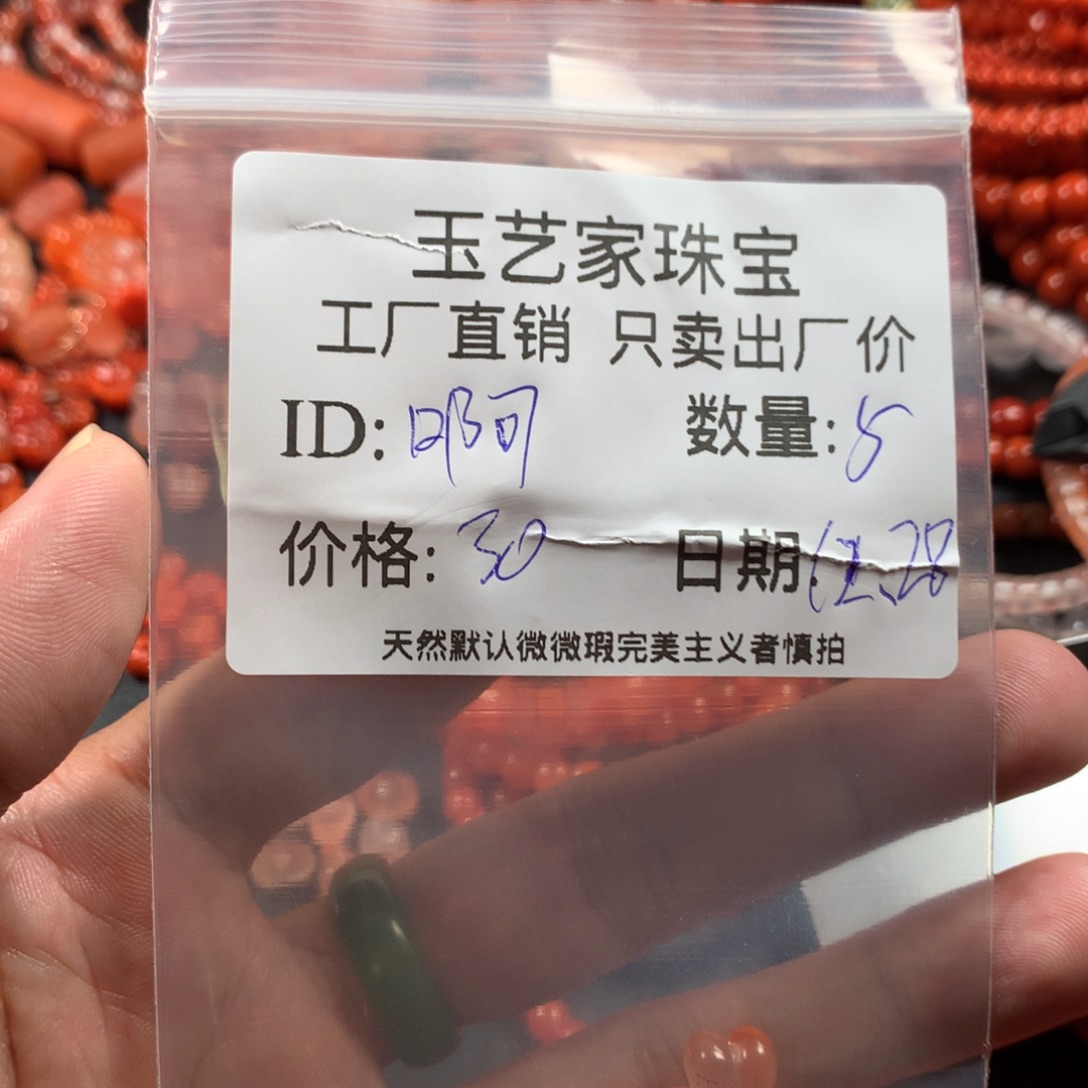 玉艺家珠宝
工厂直销 只卖出厂价
ID: 啊 数量: 5
价格: 30 日期: 12.28
天然默认微微瑕完美主义者慎拍